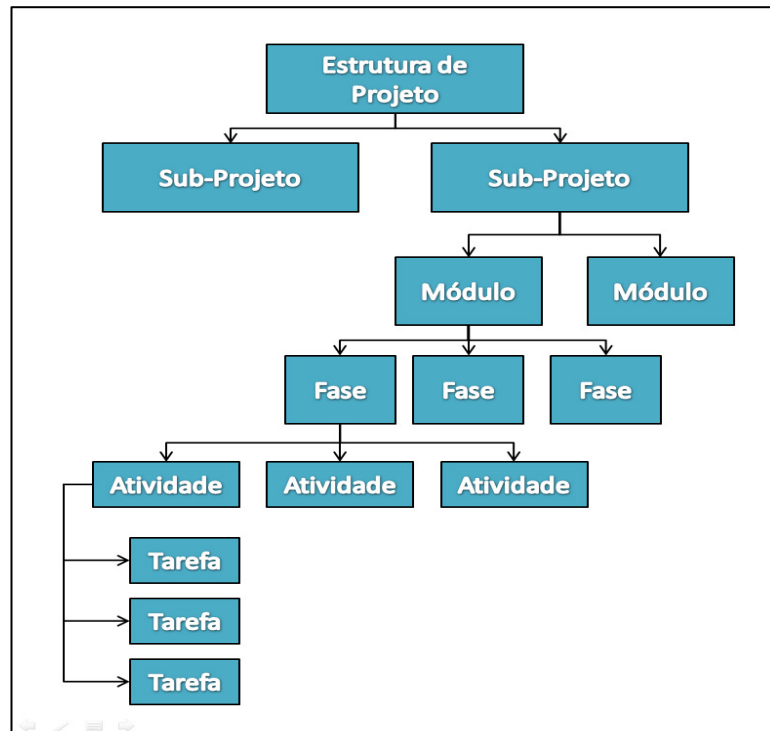 Estrutura de
Projeto
Sub-Projeto
Sub-Projeto
Módulo
Módulo
Fase
Fase
Fase
Atividade
Atividade
Atividade
Tarefa
Tarefa
Tarefa